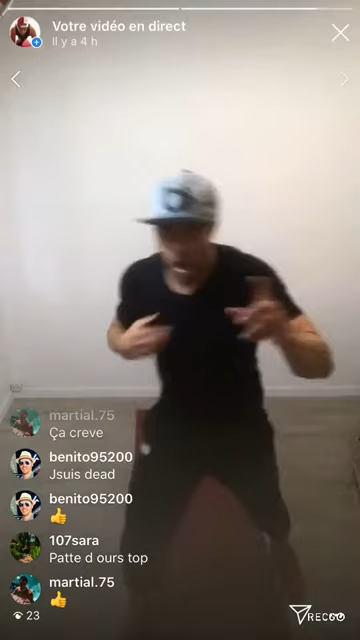 Votre vidéo en direct
Il y a 4 h
martial.75
Ça creve
benito95200
Jsuis dead
benito95200
👍
107sara
Patte d ours top
martial.75
👍
23